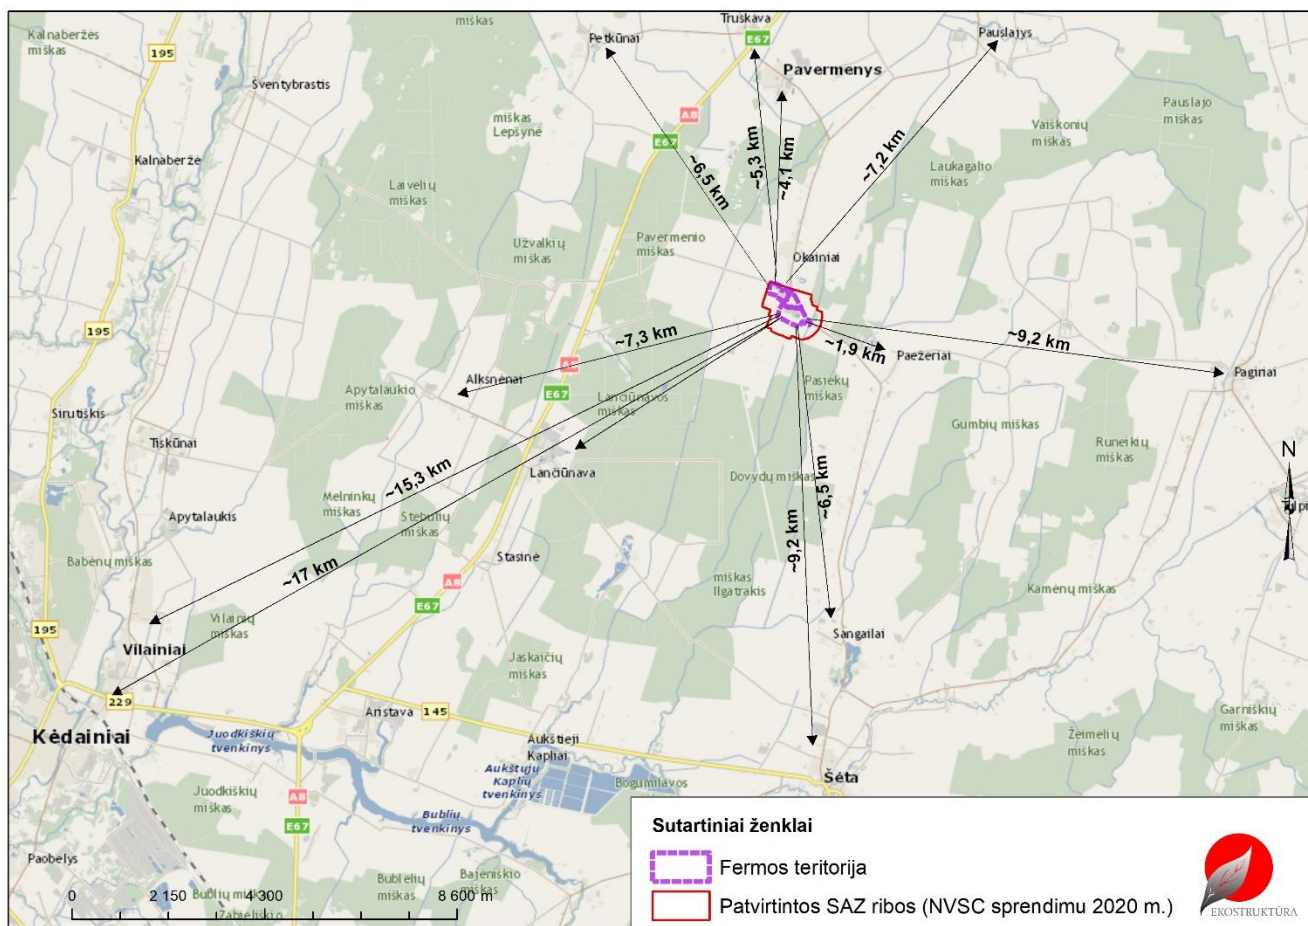 Kalnaberžės
miškas
195
miškas
Petkūnai
Truskava
E67
Pauslajys
Šventybrastis
Pavermenys
A8
miškas
Lepšynė
E67
Pauslajo
miškas
Vaiškonių
miškas
Kalnaberžė
Laukagalio
miškas
Laivelių
miškas
~6,5 km
~5,3 km
~4,1 km
~7,2 km
Užvalkių
miškas
Pavermenio
miškas
Okainiai
195
~7,3 km
~1,9 km
~9,2 km
Paežeriai
Pagiriai
Alksnėnai
Apytalaukio
miškas
E67
Lančiūnavos
miškas
Pasiekų
miškas
Sirutiškis
Tiškūnai
Gumbių miškas
Runeikių
miškas
N
Lančiūnava
~15,3 km
Dovydų miškas
~6,5 km
Melninkų
miškas
Stebulių
miškas
Apytalaukis
~9,2 km
Babėnų miškas
Stasinė
~17 km
A8
miškas
Ilgatrakis
Kamėnų miškas
E67
Vilainių
miškas
195
Vilainiai
Sangailai
Jaskaičių
miškas
229
145
Aristava
Garniškių
miškas
Kėdainiai
Juodkiškių
tvenkinys
Aukštieji
Kapliai
Žeimelių
miškas
Aukštųjų
Kaplių
tvenkinys
Šėta
Juodkiškių
miškas
A8
Bogumilavos
E67
Bublių
tvenkinys
Paobelys
Bublelių
miškas
Bajeniškio
miškas
0 2 150 4 300 8 600 m
Sutartiniai ženklai
Fermos teritorija
Patvirtintos SAZ ribos (NVSC sprendimu 2020 m.)
EKOSTRUKTŪRA